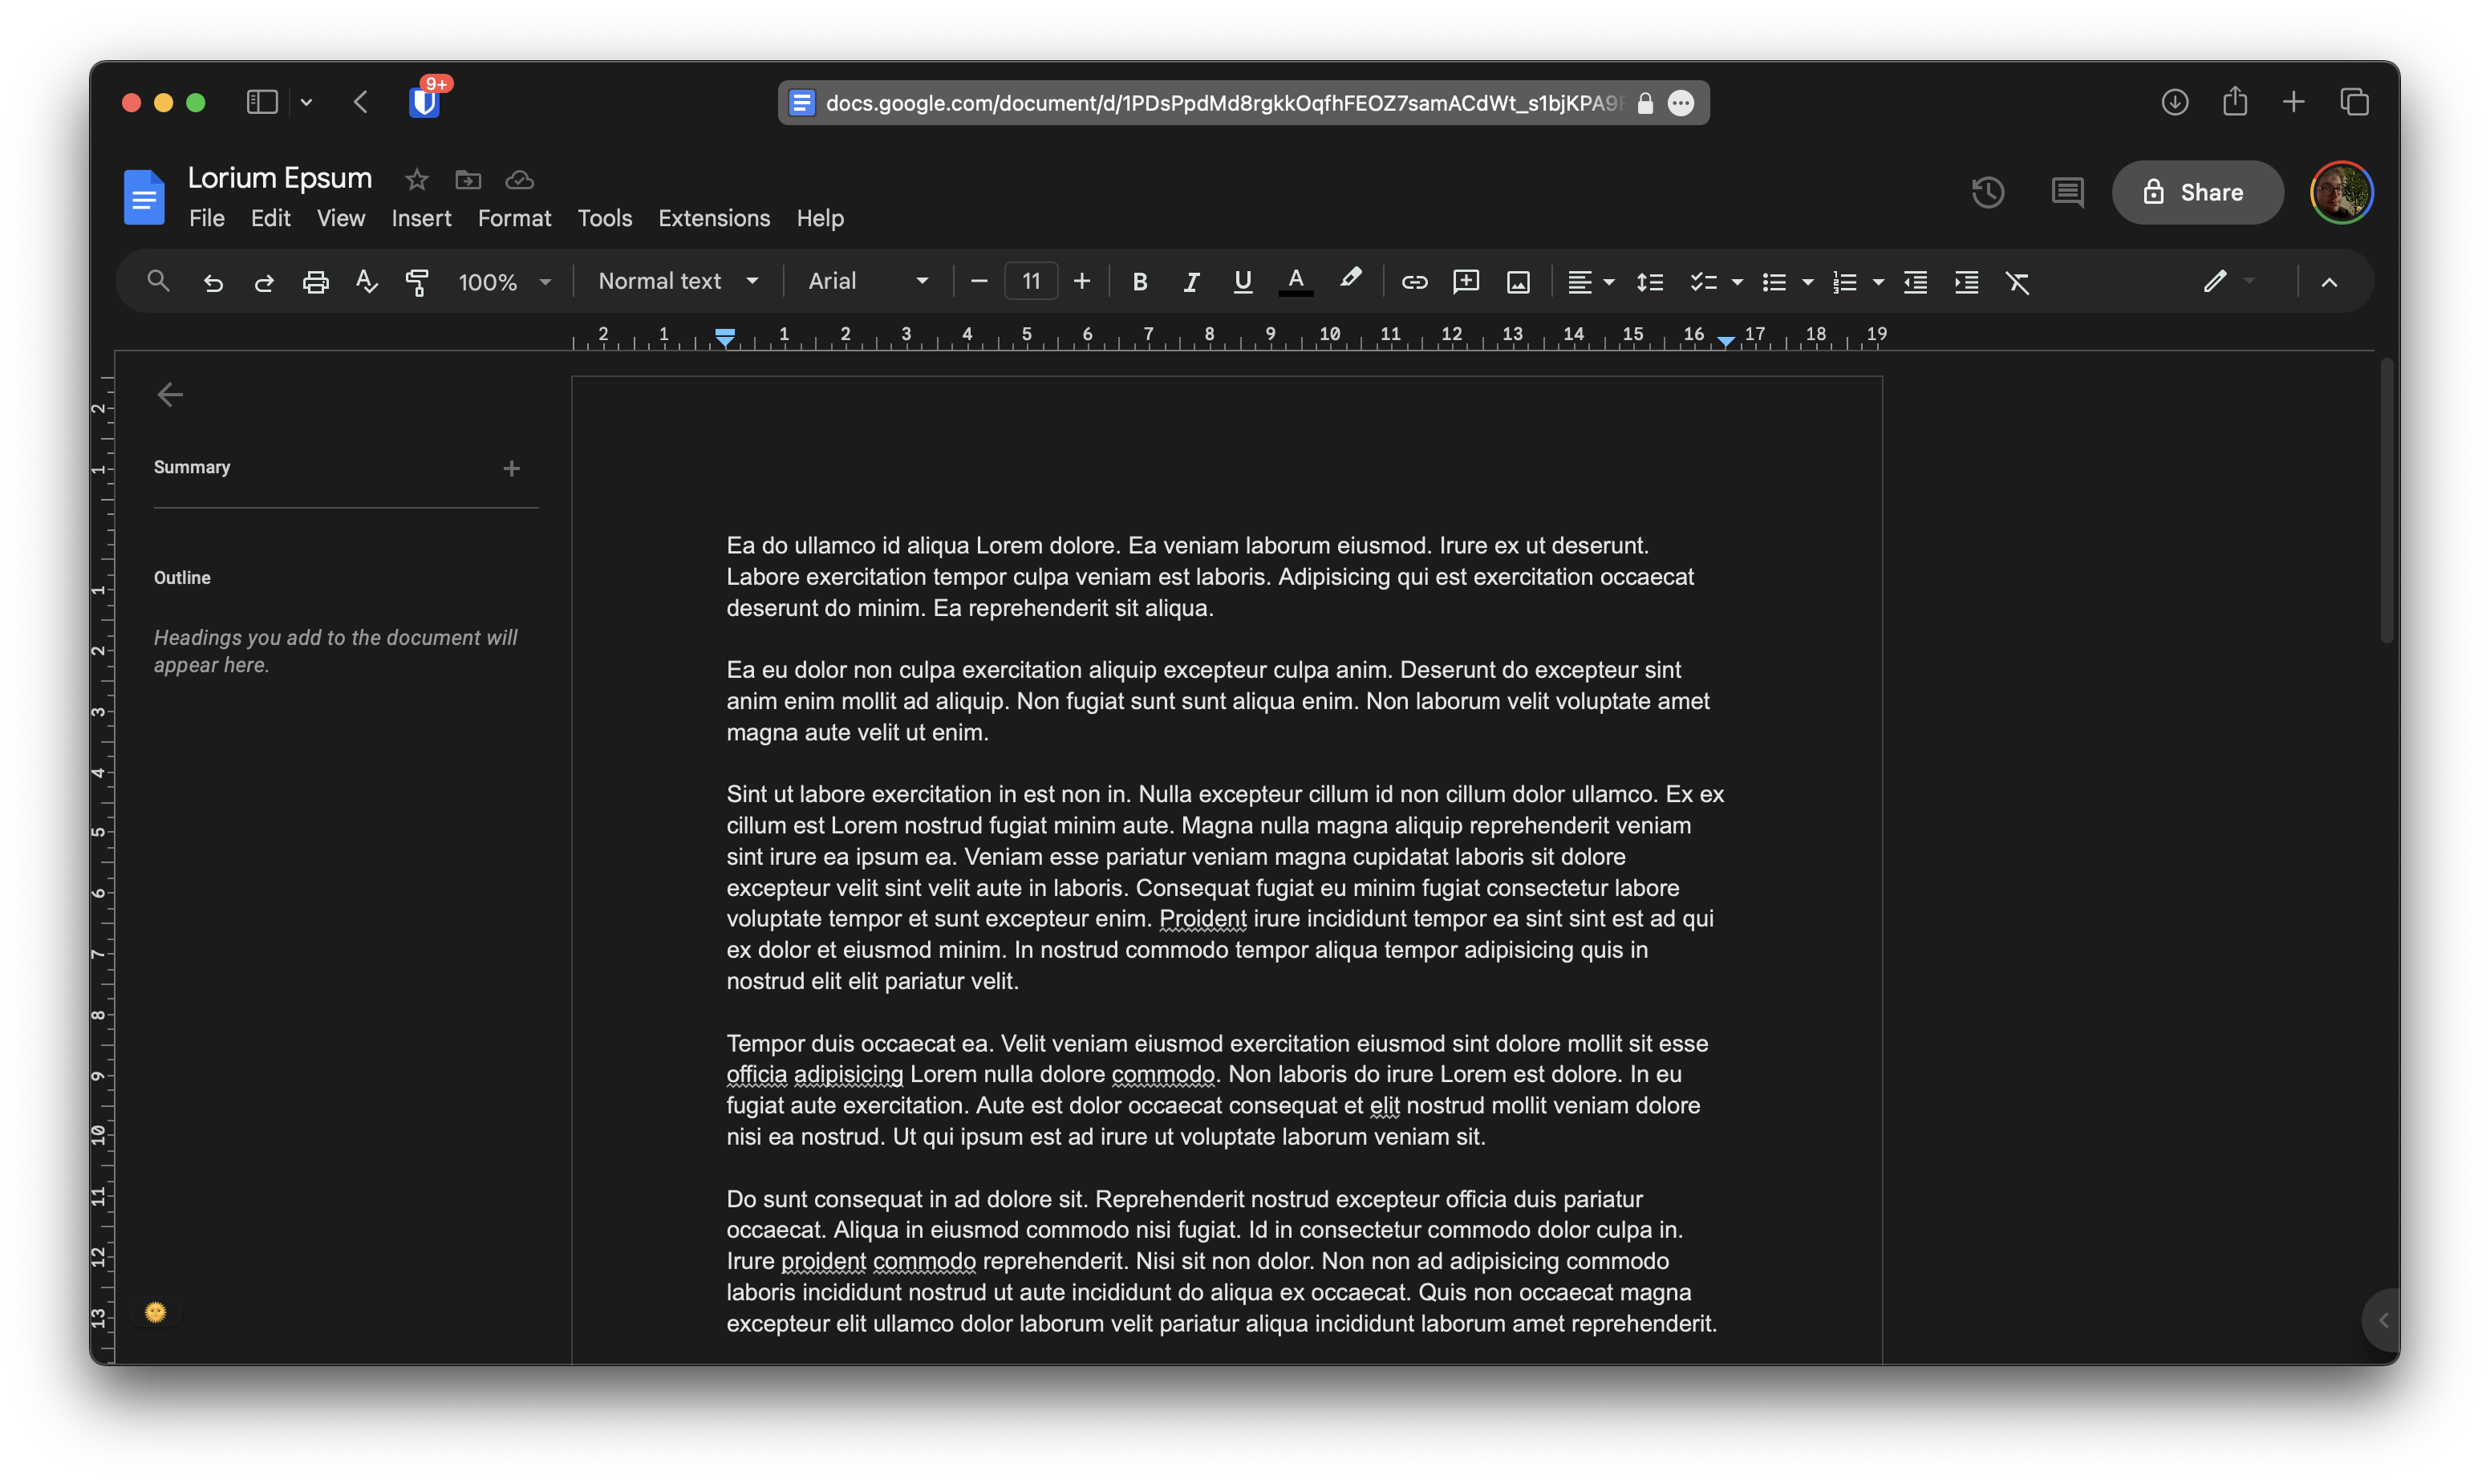 9+
docs.google.com/document/d/1PDsPpdMd8rgkkOqfhFEOZ7samACdWt_s1bjKPA9
Lorium Epsum
File Edit View Insert Format Tools Extensions Help
Share
100% Normal text Arial 11 B I U A
2 1 1 2 3 4 5 6 7 8 9 10 11 12 13 14 15 16 17 18 19
2
1
1
2
3
4
5
6
7
8
9
10
11
12
13
Summary
Outline
Headings you add to the document will
appear here.
Ea do ullamco id aliqua Lorem dolore. Ea veniam laborum eiusmod. Irure ex ut deserunt.
Labore exercitation tempor culpa veniam est laboris. Adipisicing qui est exercitation occaecat
deserunt do minim. Ea reprehenderit sit aliqua.
Ea eu dolor non culpa exercitation aliquip excepteur culpa anim. Deserunt do excepteur sint
anim enim mollit ad aliquip. Non fugiat sunt sunt aliqua enim. Non laborum velit voluptate amet
magna aute velit ut enim.
Sint ut labore exercitation in est non in. Nulla excepteur cillum id non cillum dolor ullamco. Ex ex
cillum est Lorem nostrud fugiat minim aute. Magna nulla magna aliquip reprehenderit veniam
sint irure ea ipsum ea. Veniam esse pariatur veniam magna cupidatat laboris sit dolore
excepteur velit sint velit aute in laboris. Consequat fugiat eu minim fugiat consectetur labore
voluptate tempor et sunt excepteur enim. Proident irure incididunt tempor ea sint sint est ad qui
ex dolor et eiusmod minim. In nostrud commodo tempor aliqua tempor adipisicing quis in
nostrud elit elit pariatur velit.
Tempor duis occaecat ea. Velit veniam eiusmod exercitation eiusmod sint dolore mollit sit esse
officia adipisicing Lorem nulla dolore commodo. Non laboris do irure Lorem est dolore. In eu
fugiat aute exercitation. Aute est dolor occaecat consequat et elit nostrud mollit veniam dolore
nisi ea nostrud. Ut qui ipsum est ad irure ut voluptate laborum veniam sit.
Do sunt consequat in ad dolore sit. Reprehenderit nostrud excepteur officia duis pariatur
occaecat. Aliqua in eiusmod commodo nisi fugiat. Id in consectetur commodo dolor culpa in.
Irure proident commodo reprehenderit. Nisi sit non dolor. Non non ad adipisicing commodo
laboris incididunt nostrud ut aute incididunt do aliqua ex occaecat. Quis non occaecat magna
excepteur elit ullamco dolor laborum velit pariatur aliqua incididunt laborum amet reprehenderit.